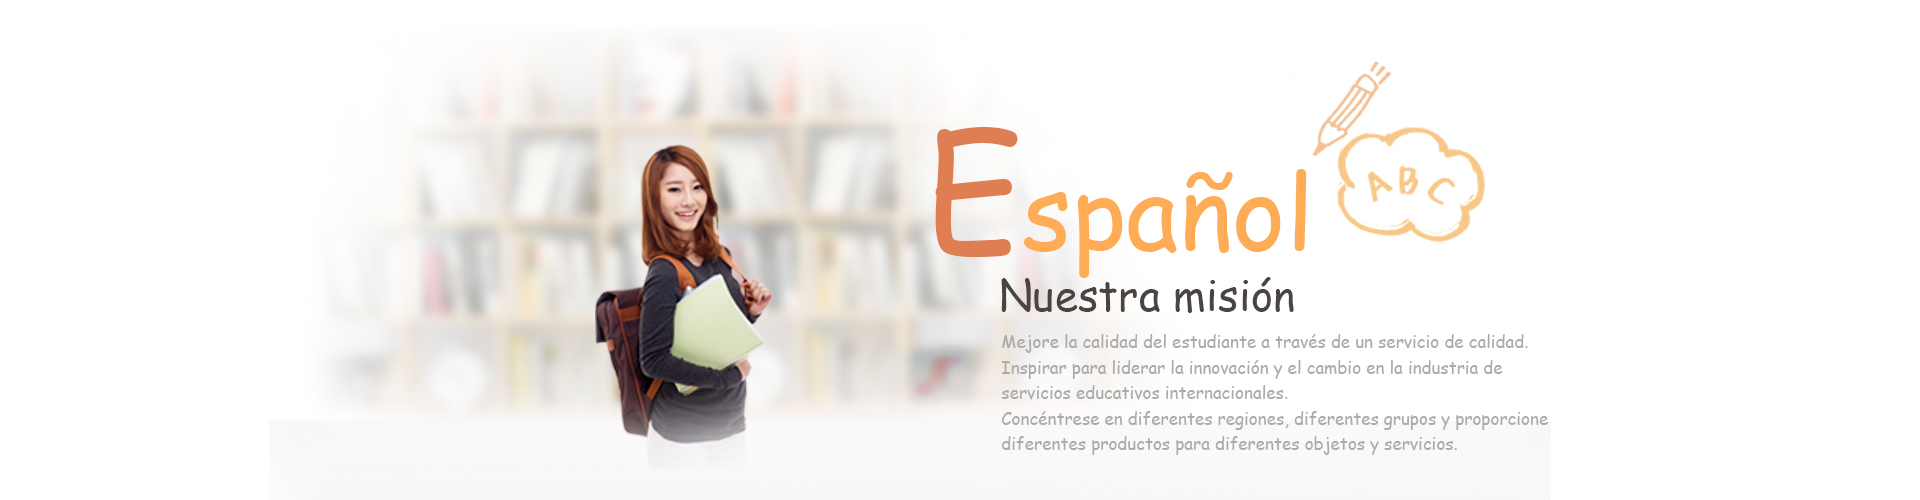 Español
ABC
Nuestra misión
Mejore la calidad del estudiante a través de un servicio de calidad.
Inspirar para liderar la innovación y el cambio en la industria de
servicios educativos internacionales.
Concéntrese en diferentes regiones, diferentes grupos y proporcione
diferentes productos para diferentes objetos y servicios.